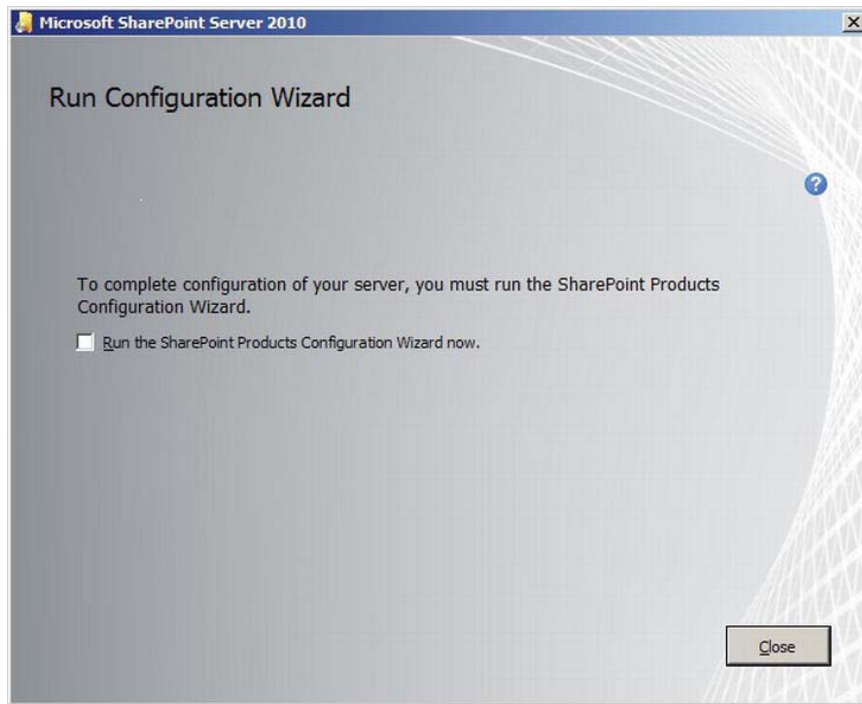 Microsoft SharePoint Server 2010
Run Configuration Wizard
?
To complete configuration of your server, you must run the SharePoint Products
Configuration Wizard.
Run the SharePoint Products Configuration Wizard now.
Close